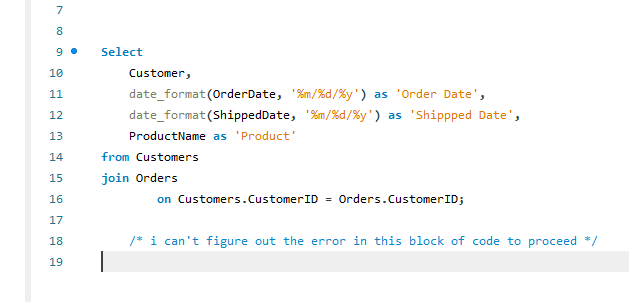 7
8
9 Select
10 Customer,
11 date_format(OrderDate, '%m/%d/%y') as 'Order Date',
12 date_format(ShippedDate, '%m/%d/%y') as 'Shippped Date',
13 ProductName as 'Product'
14 from Customers
15 join Orders
16 on Customers.CustomerID = Orders.CustomerID;
17
18 /* i can't figure out the error in this block of code to proceed */
19